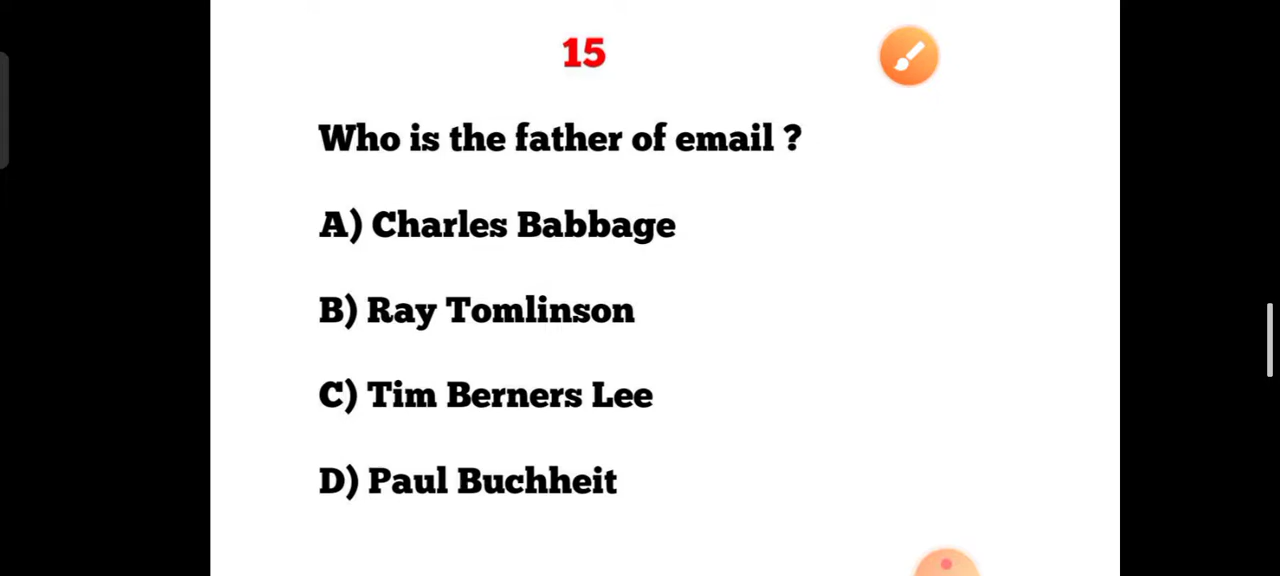 15
Who is the father of email ?
A) Charles Babbage
B) Ray Tomlinson
C) Tim Berners Lee
D) Paul Buchheit